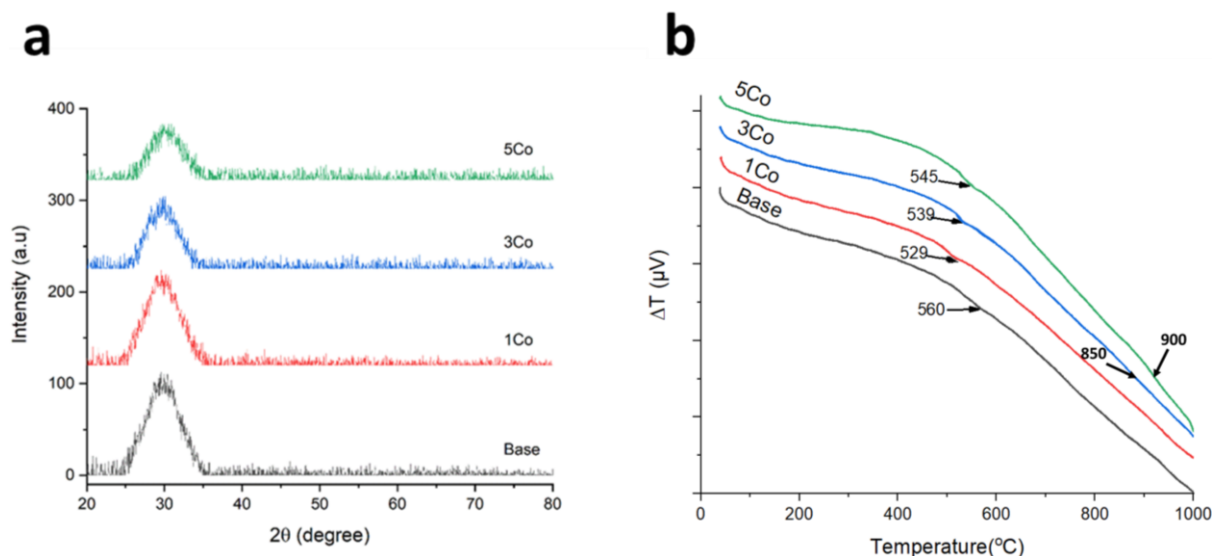 a
400
300
200
100
0
Intensity (a.u)
5Co
3Co
1Co
Base
20 30 40 50 60 70 80
2θ (degree)
b
5Co
3Co
1Co
Base
545
539
529
560
850
900
ΔT (µV)
0 200 400 600 800 1000
Temperature(°C)